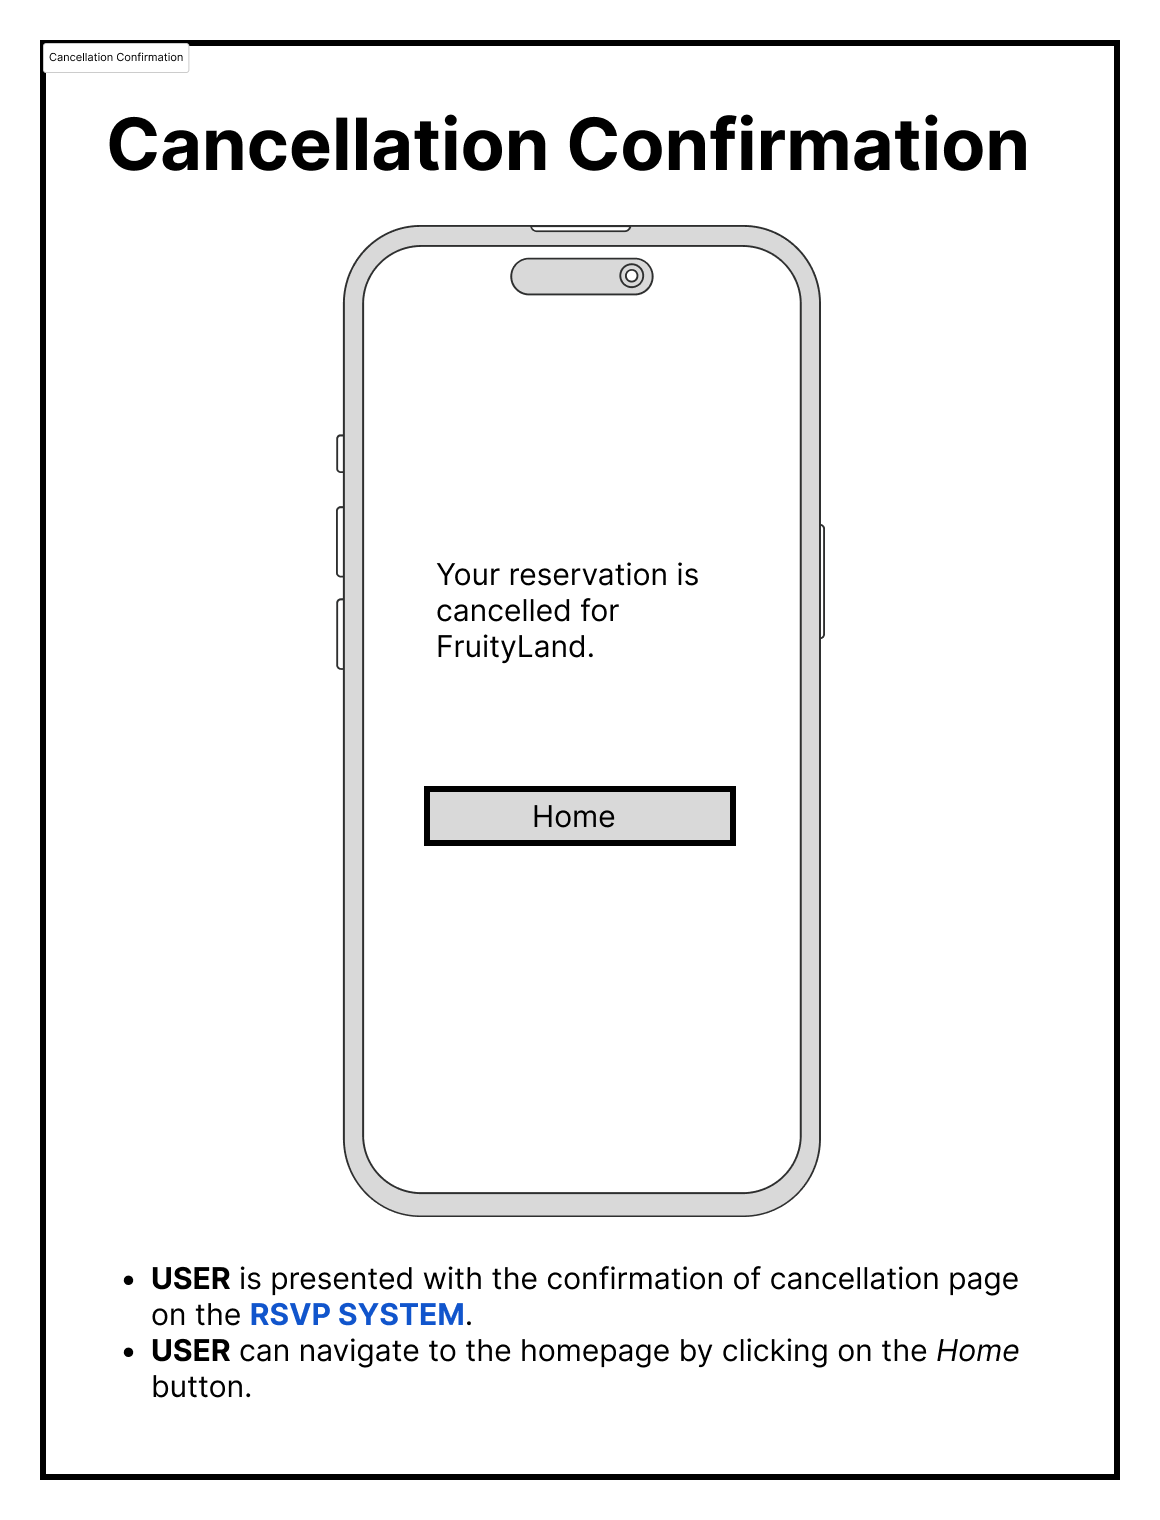 Cancellation Confirmation
Cancellation Confirmation
Your reservation is
cancelled for
FruityLand.
Home
• USER is presented with the confirmation of cancellation page
on the RSVP SYSTEM.
• USER can navigate to the homepage by clicking on the Home
button.